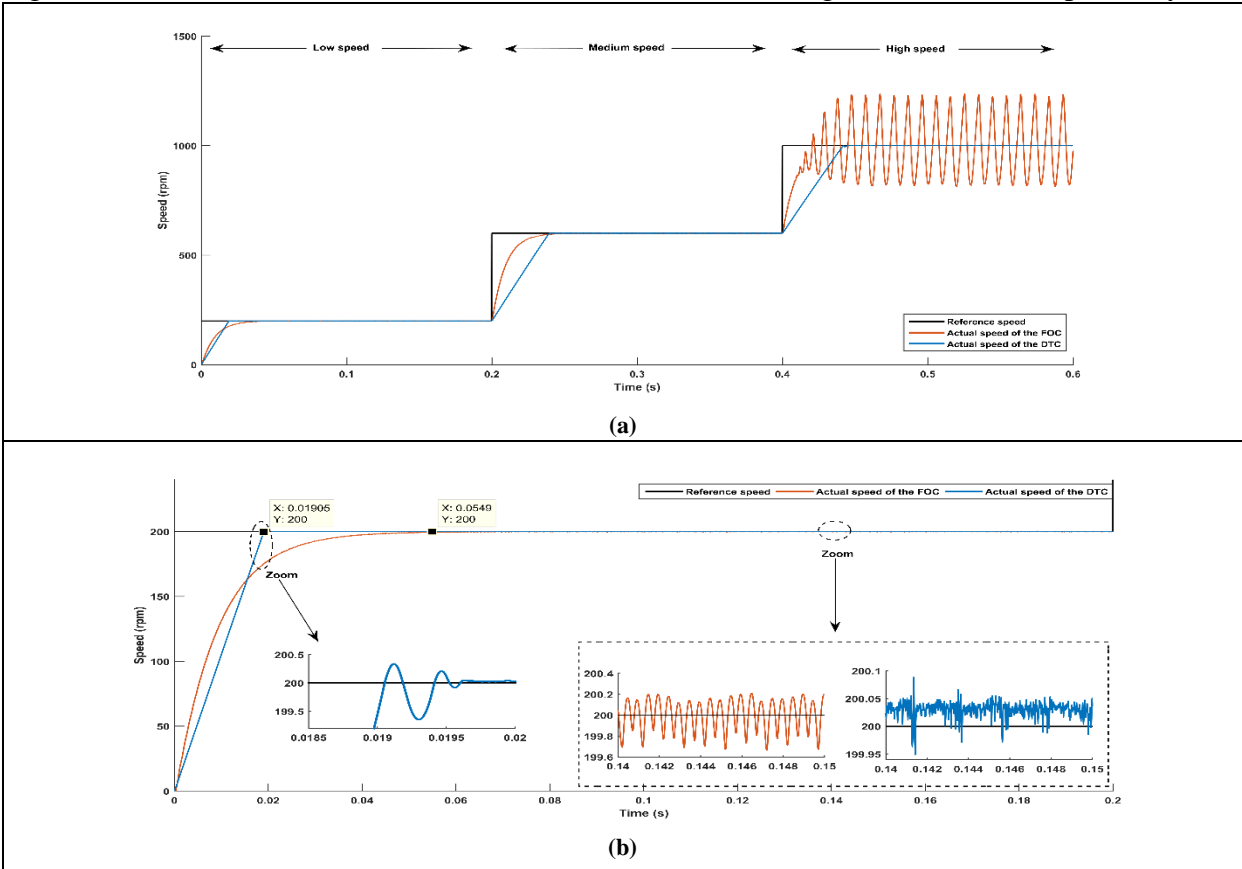 Low speed
Medium speed
High speed
1500
1000
500
0
Speed (rpm)
0
0.1
0.2
0.3
0.4
0.5
0.6
Time (s)
Reference speed
Actual speed of the FOC
Actual speed of the DTC
(a)
Reference speed
Actual speed of the FOC
Actual speed of the DTC
X: 0.01905
Y: 200
X: 0.0549
Y: 200
Zoom
Zoom
200
150
100
50
0
Speed (rpm)
200.5
200
199.5
0.0185
0.019
0.0195
0.02
200.4
200.2
200
199.8
199.6
0.14
0.142
0.144
0.146
0.148
0.15
200.1
200.05
200
199.95
0.14
0.142
0.144
0.146
0.148
0.15
0
0.02
0.04
0.06
0.08
0.1
0.12
0.14
0.16
0.18
0.2
Time (s)
(b)